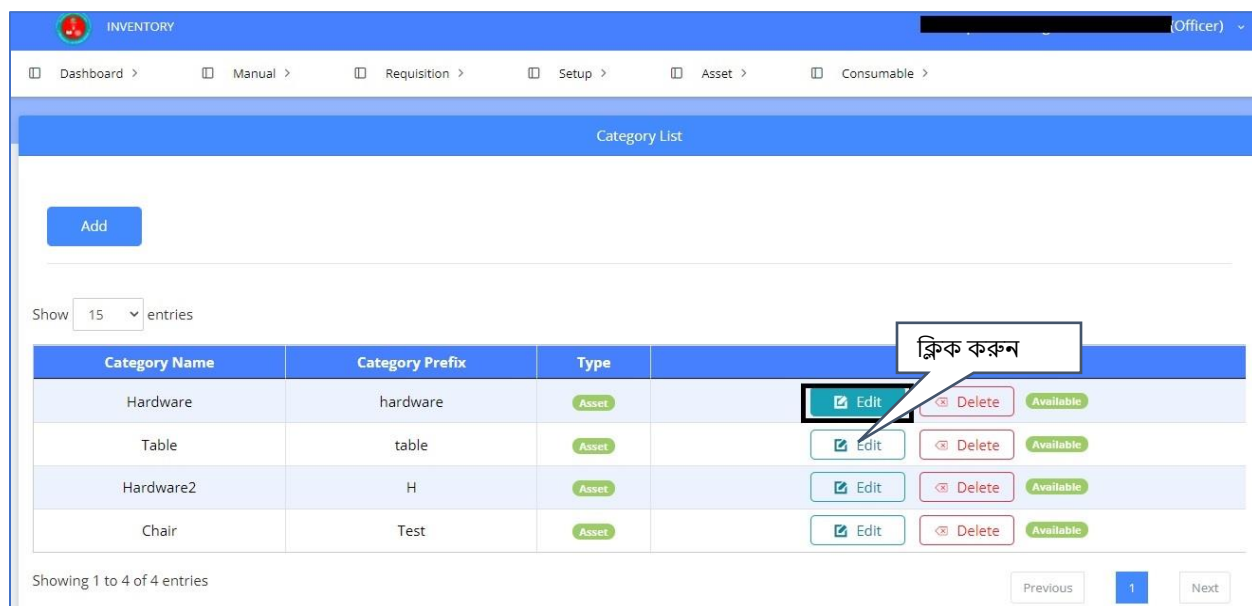 INVENTORY (Officer)
Dashboard > Manual > Requisition > Setup > Asset > Consumable >
Category List
Add
Show 15 entries
ক্লিক করুন
Category Name Category Prefix Type
Hardware hardware Asset Edit Delete Available
Table table Asset Edit Delete Available
Hardware2 H Asset Edit Delete Available
Chair Test Asset Edit Delete Available
Showing 1 to 4 of 4 entries Previous 1 Next